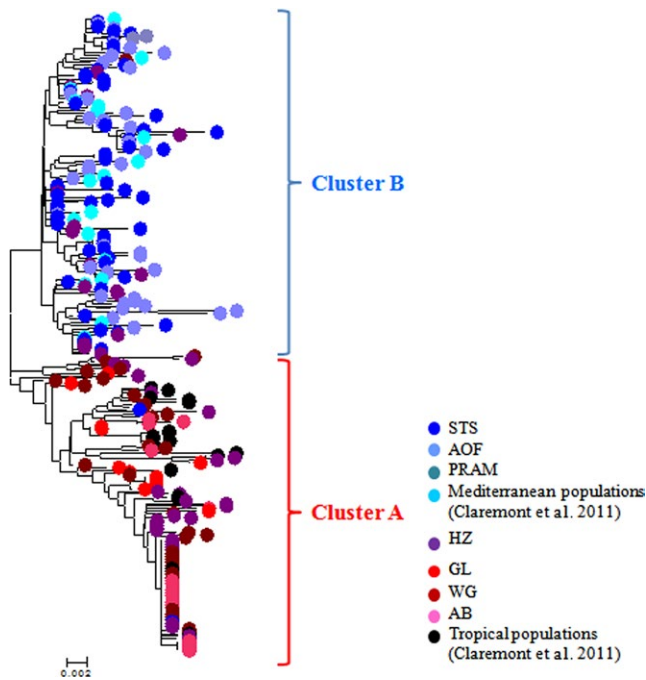 Cluster B
STS
AOF
PRAM
Mediterranean populations
(Claremont et al. 2011)
Cluster A
HZ
GL
WG
AB
Tropical populations
(Claremont et al. 2011)
0.002